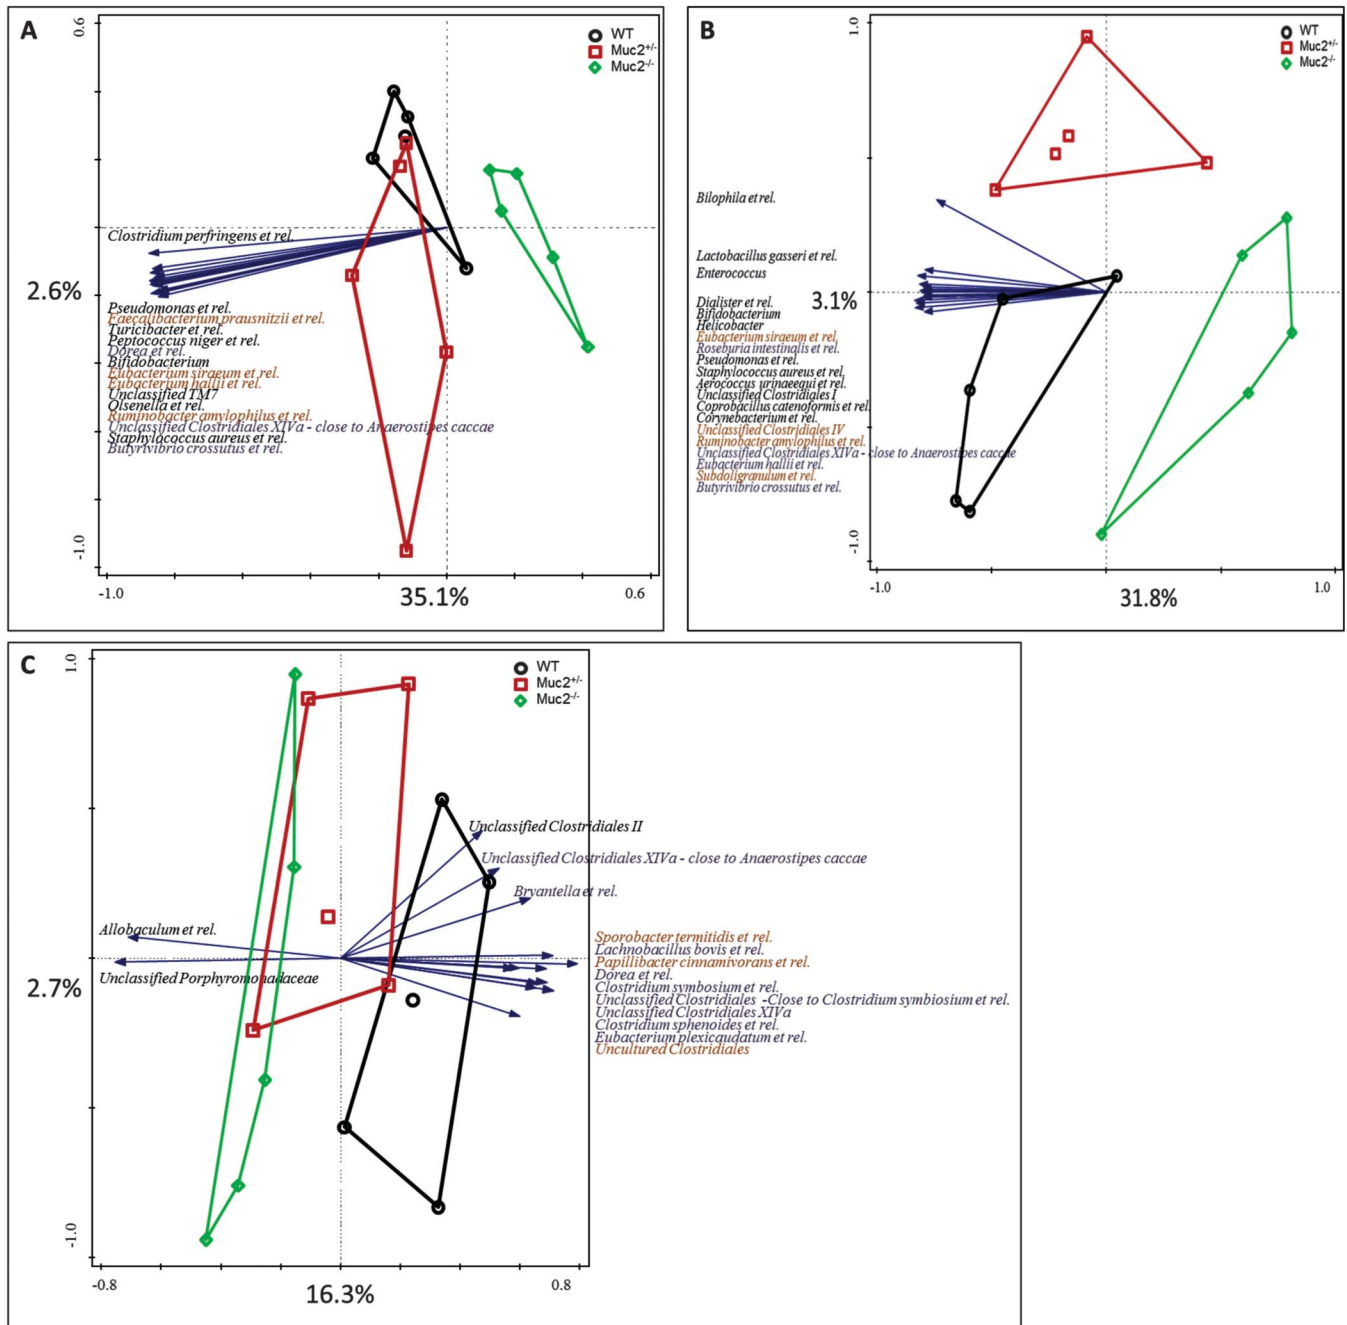 A
0.6
WT
Muc2+/-
Muc2-/-
Clostridium perfringens et rel.
2.6%
Pseudomonas et rel.
Faecalibacterium prausnitzii et rel.
Turicibacter et rel.
Peptococcus niger et rel.
Dorea et rel.
Bifidobacterium
Eubacterium siraeum et rel.
Eubacterium hallii et rel.
Unclassified TM7
Olsenella et rel.
Ruminobacter amylophilus et rel.
Unclassified Clostridiales XIVa - close to Anaerostipes caccae
Staphylococcus aureus et rel.
Butyrivibrio crossutus et rel.
-1.0
-1.0
35.1%
0.6
B
1.0
WT
Muc2+/-
Muc2-/-
Bilophila et rel.
Lactobacillus gasseri et rel.
Enterococcus
3.1%
Dialister et rel.
Bifidobacterium
Helicobacter
Eubacterium siraeum et rel.
Roseburia intestinalis et rel.
Pseudomonas et rel.
Staphylococcus aureus et rel.
Aerococcus urinaeequi et rel.
Unclassified Clostridiales I
Coprobacillus catenoformis et rel.
Corynebacterium et rel.
Unclassified Clostridiales IV
Ruminobacter amylophilus et rel.
Unclassified Clostridiales XIVa - close to Anaerostipes caccae
Eubacterium hallii et rel.
Subdoligranulum et rel.
Butyrivibrio crossutus et rel.
-1.0
-1.0
31.8%
1.0
C
1.0
WT
Muc2+/-
Muc2-/-
Unclassified Clostridiales II
Unclassified Clostridiales XIVa - close to Anaerostipes caccae
Bryantella et rel.
Allobaculum et rel.
Unclassified Porphyromonadaceae
2.7%
Sporobacter termitidis et rel.
Lachnobacillus bovis et rel.
Papillibacter cinnamivorans et rel.
Dorea et rel.
Clostridium symbosium et rel.
Unclassified Clostridiales -Close to Clostridium symbiosium et rel.
Unclassified Clostridiales XIVa
Clostridium sphenoides et rel.
Eubacterium plexicaudatum et rel.
Uncultured Clostridiales
-1.0
-0.8
16.3%
0.8